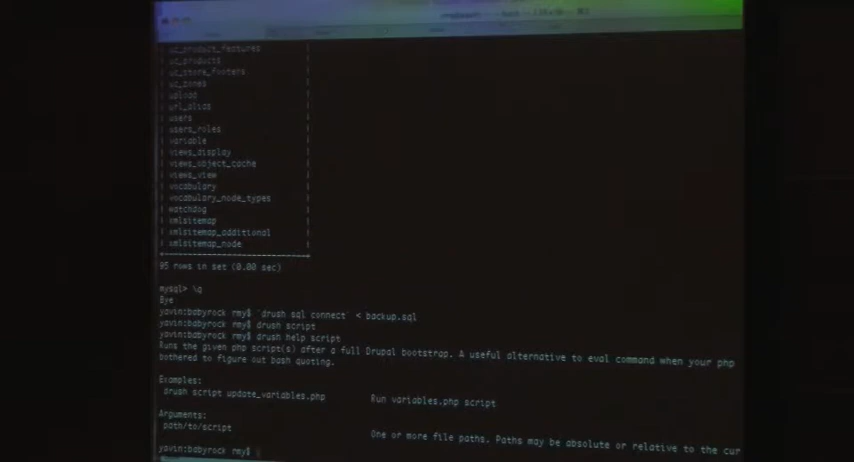 | uc_product_features |
| uc_products |
| uc_store_footers |
| uc_zones |
| upload |
| url_alias |
| users |
| users_roles |
| variable |
| views_display |
| views_object_cache |
| views_view |
| vocabulary |
| vocabulary_node_types |
| watchdog |
| xmlsitemap |
| xmlsitemap_additional |
| xmlsitemap_node |
95 rows in set (0.00 sec)
mysql> \q
Bye
yavin:babyrock rmy$ `drush sql connect` < backup.sql
yavin:babyrock rmy$ drush script
yavin:babyrock rmy$ drush help script
Runs the given php script(s) after a full Drupal bootstrap. A useful alternative to eval command when your php
bothered to figure out bash quoting.
Examples:
drush script update_variables.php Run variables.php script
Arguments:
path/to/script One or more file paths. Paths may be absolute or relative to the cur
yavin:babyrock rmy$